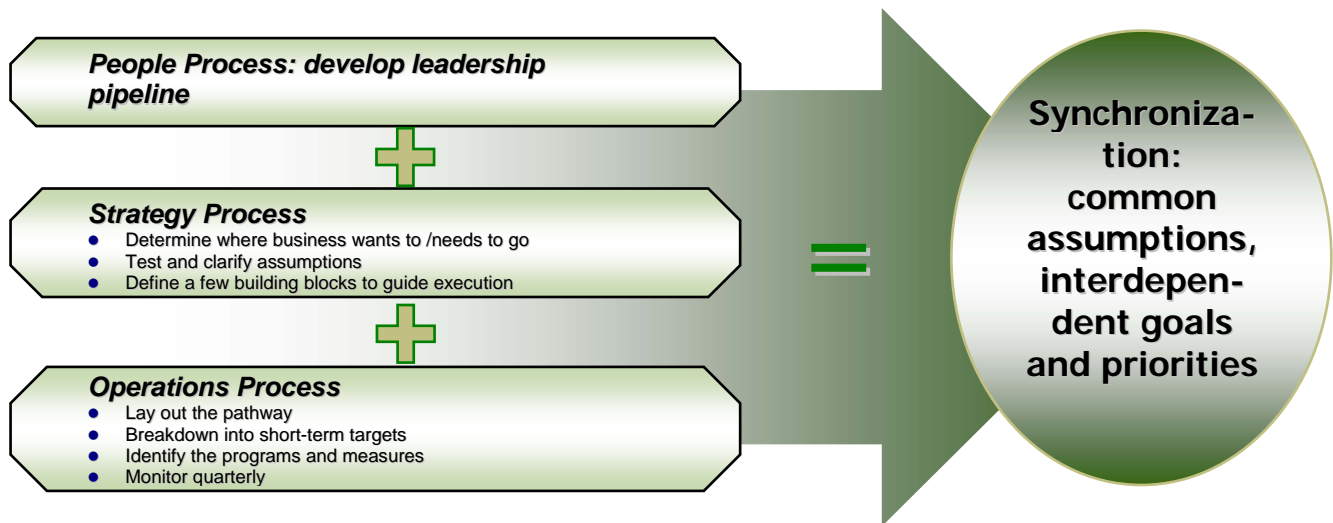 People Process: develop leadership
pipeline
Strategy Process
Determine where business wants to /needs to go
Test and clarify assumptions
Define a few building blocks to guide execution
Operations Process
Lay out the pathway
Breakdown into short-term targets
Identify the programs and measures
Monitor quarterly
Synchroniza-
tion:
common
assumptions,
interdepen-
dent goals
and priorities